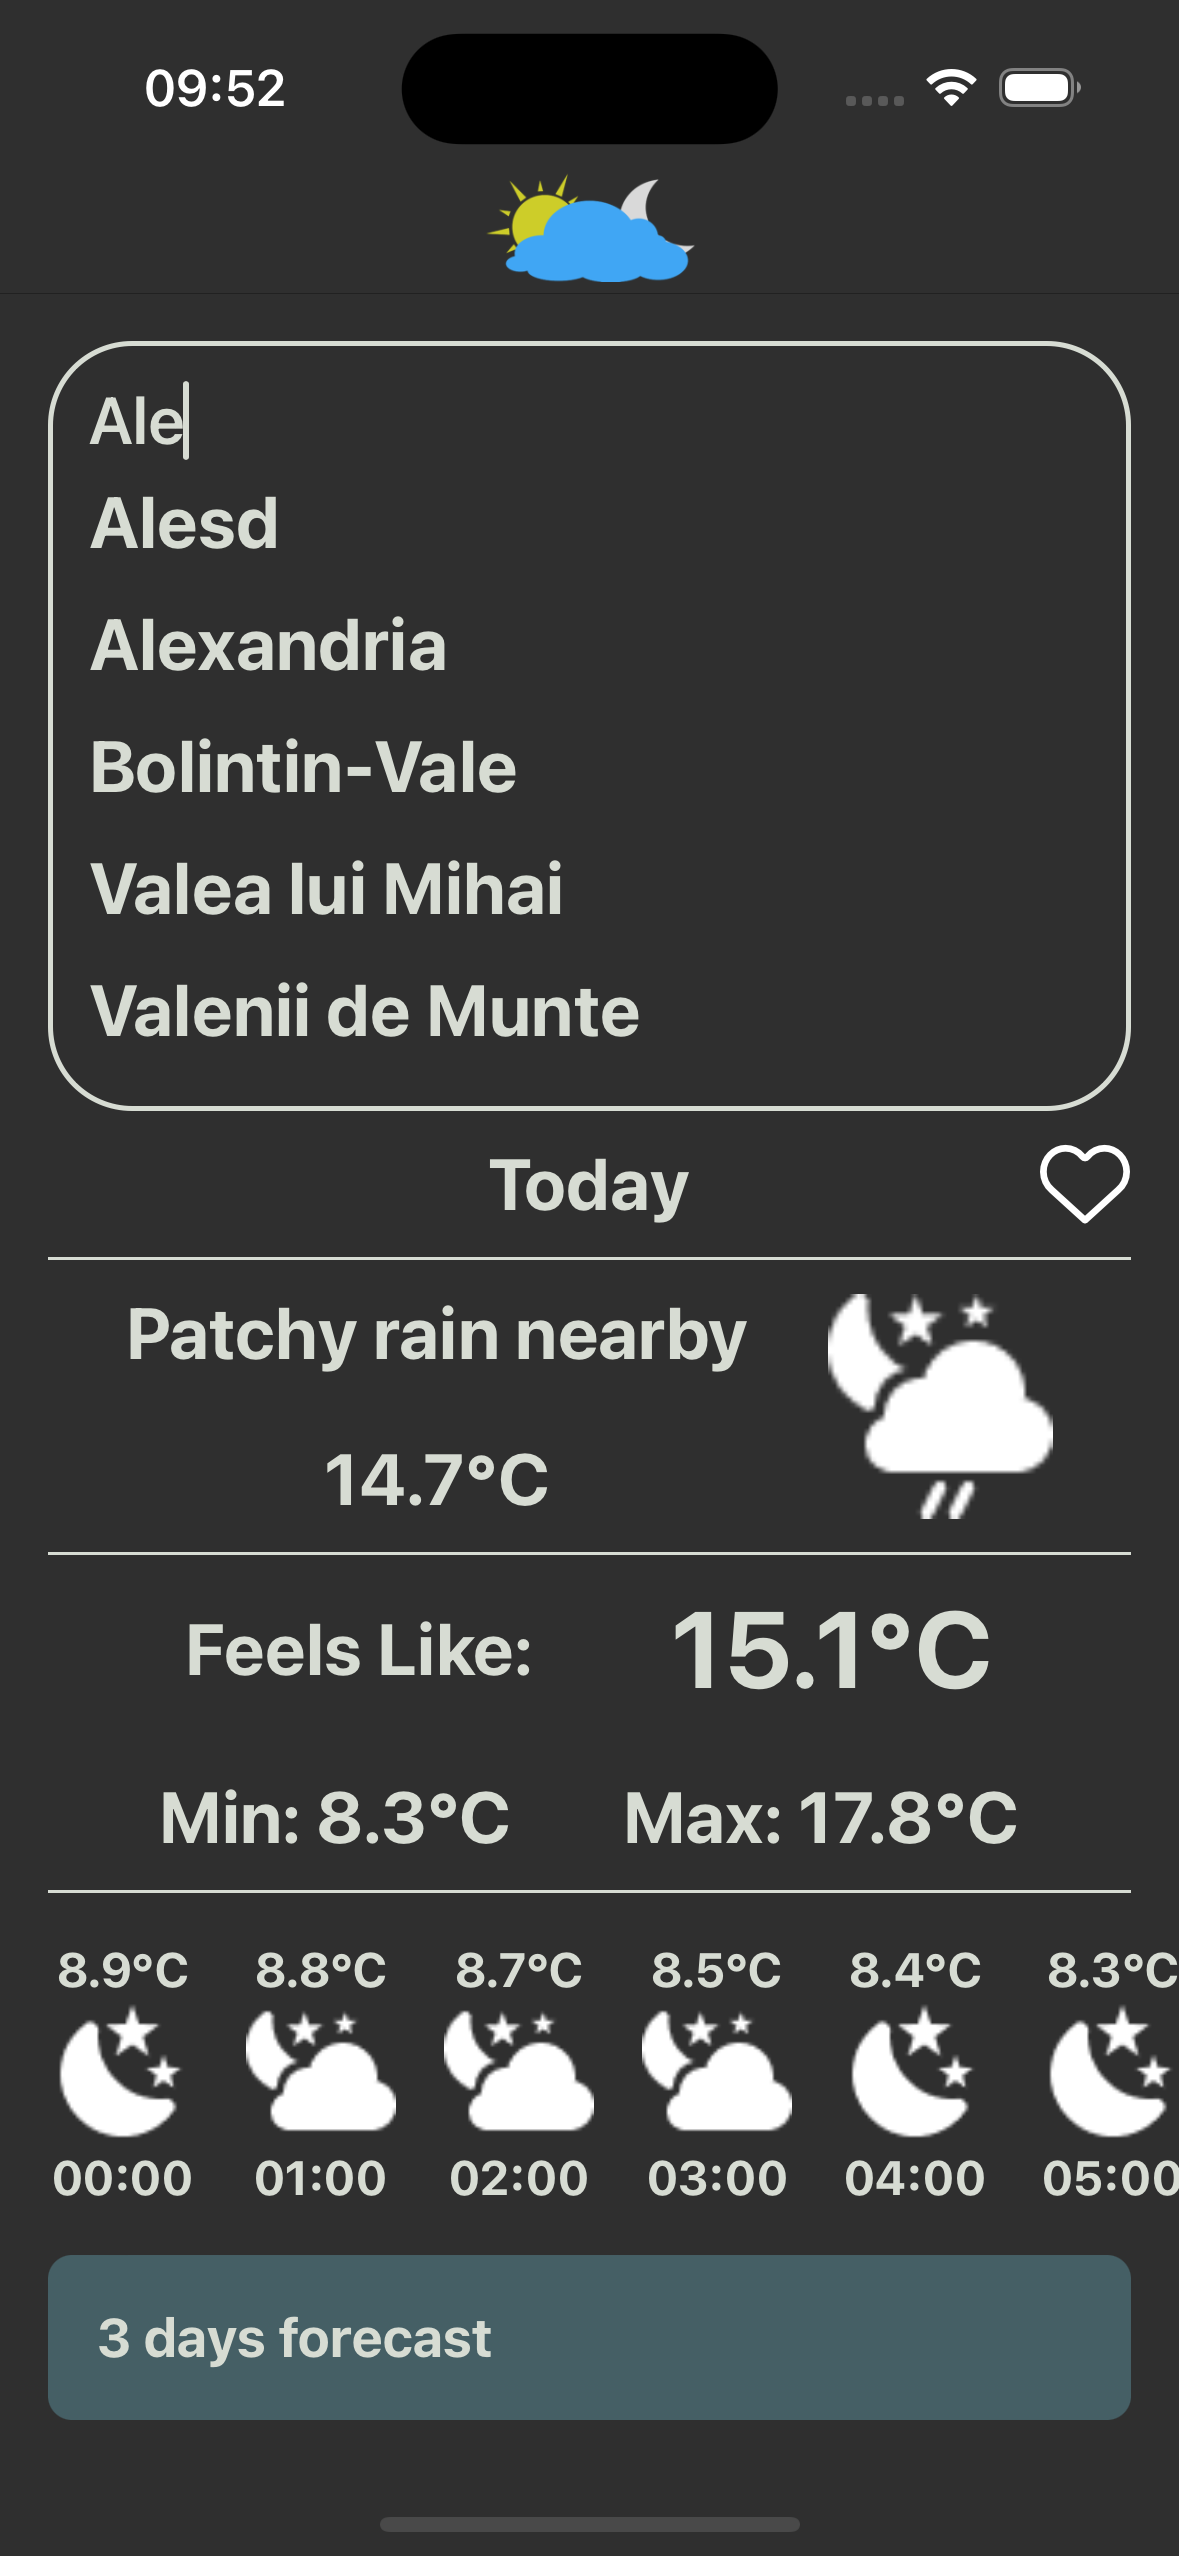 09:52
Ale
Alesd
Alexandria
Bolintin-Vale
Valea lui Mihai
Valenii de Munte
Today
Patchy rain nearby
14.7°C
Feels Like: 15.1°C
Min: 8.3°C Max: 17.8°C
8.9°C 8.8°C 8.7°C 8.5°C 8.4°C 8.3°C
00:00 01:00 02:00 03:00 04:00 05:00
3 days forecast